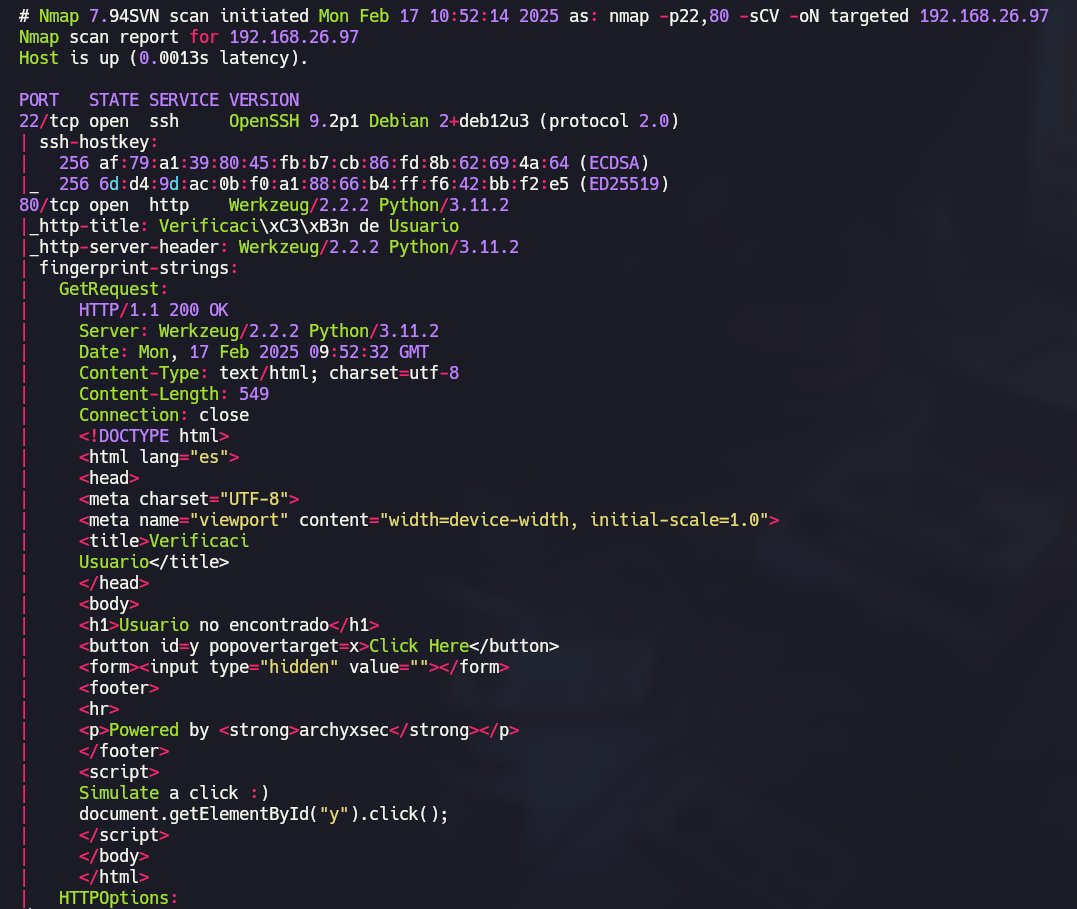 # Nmap 7.94SVN scan initiated Mon Feb 17 10:52:14 2025 as: nmap -p22,80 -sCV -oN targeted 192.168.26.97
Nmap scan report for 192.168.26.97
Host is up (0.0013s latency).

PORT   STATE SERVICE VERSION
22/tcp open  ssh     OpenSSH 9.2p1 Debian 2+deb12u3 (protocol 2.0)
| ssh-hostkey:
|   256 af:79:a1:39:80:45:fb:b7:cb:86:fd:8b:62:69:4a:64 (ECDSA)
|_  256 6d:d4:9d:ac:0b:f0:a1:88:66:b4:ff:f6:42:bb:f2:e5 (ED25519)
80/tcp open  http    Werkzeug/2.2.2 Python/3.11.2
|_http-title: Verificaci\xC3\xB3n de Usuario
|_http-server-header: Werkzeug/2.2.2 Python/3.11.2
| fingerprint-strings:
|   GetRequest:
|     HTTP/1.1 200 OK
|     Server: Werkzeug/2.2.2 Python/3.11.2
|     Date: Mon, 17 Feb 2025 09:52:32 GMT
|     Content-Type: text/html; charset=utf-8
|     Content-Length: 549
|     Connection: close
|     <!DOCTYPE html>
|     <html lang="es">
|     <head>
|     <meta charset="UTF-8">
|     <meta name="viewport" content="width=device-width, initial-scale=1.0">
|     <title>Verificaci
|     Usuario</title>
|     </head>
|     <body>
|     <h1>Usuario no encontrado</h1>
|     <button id=y popovertarget=x>Click Here</button>
|     <form><input type="hidden" value=""></form>
|     <footer>
|     <hr>
|     <p>Powered by <strong>archyxsec</strong></p>
|     </footer>
|     <script>
|     Simulate a click :)
|     document.getElementById("y").click();
|     </script>
|     </body>
|     </html>
|   HTTPOptions: